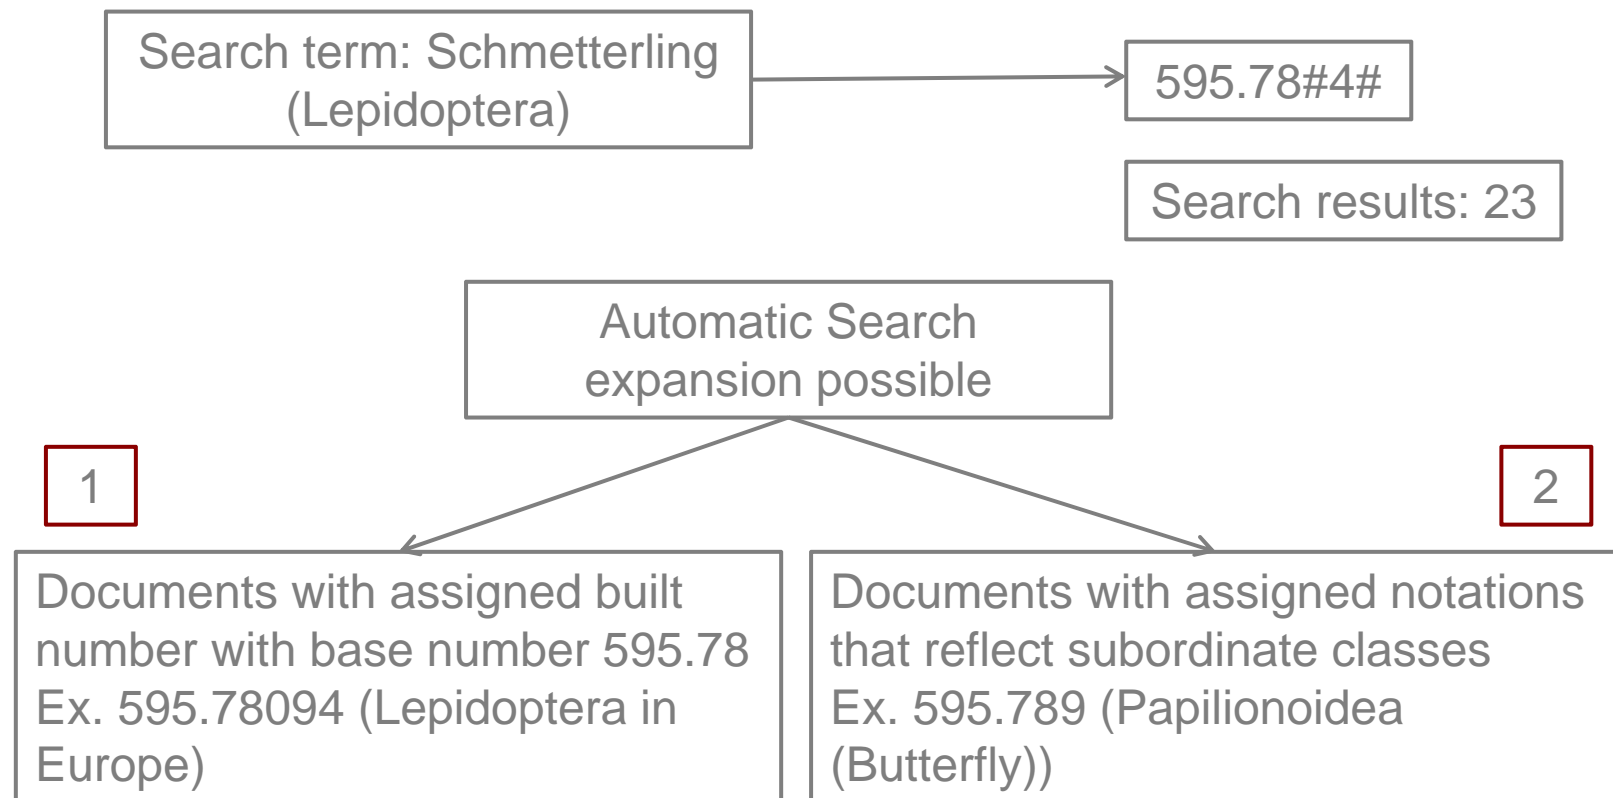 Search term: Schmetterling
(Lepidoptera)
595.78#4#
Search results: 23
Automatic Search
expansion possible
1
2
Documents with assigned built
number with base number 595.78
Ex. 595.78094 (Lepidoptera in
Europe)
Documents with assigned notations
that reflect subordinate classes
Ex. 595.789 (Papilionoidea
(Butterfly))